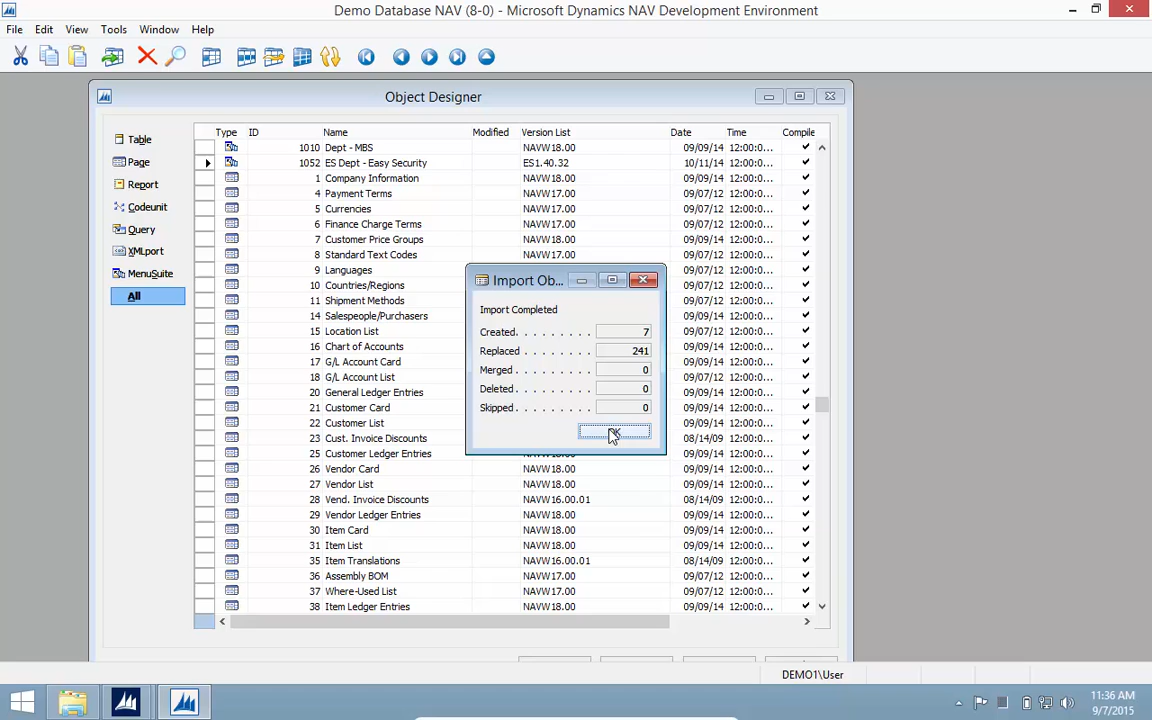 Demo Database NAV (8-0) - Microsoft Dynamics NAV Development Environment
File Edit View Tools Window Help
Object Designer
Type ID Name Modified Version List Date Time Compile
Table
Page
Report
Codeunit
Query
XMLport
MenuSuite
All
1010 Dept - MBS NAVW18.00 09/09/14 12:00:0...
1052 ES Dept - Easy Security ES1.40.32 10/11/14 12:00:0...
1 Company Information NAVW18.00 09/09/14 12:00:0...
4 Payment Terms NAVW17.00 09/07/12 12:00:0...
5 Currencies NAVW17.00 09/07/12 12:00:0...
6 Finance Charge Terms NAVW17.00 09/07/12 12:00:0...
7 Customer Price Groups NAVW18.00 09/09/14 12:00:0...
8 Standard Text Codes NAVW17.00 09/07/12 12:00:0...
9 Languages 09/07/12 12:00:0...
10 Countries/Regions 09/07/12 12:00:0...
11 Shipment Methods 09/07/12 12:00:0...
14 Salespeople/Purchasers 09/07/12 12:00:0...
15 Location List 09/07/12 12:00:0...
16 Chart of Accounts 09/09/14 12:00:0...
17 G/L Account Card 09/09/14 12:00:0...
18 G/L Account List 09/07/12 12:00:0...
20 General Ledger Entries 09/09/14 12:00:0...
21 Customer Card 09/09/14 12:00:0...
22 Customer List 09/09/14 12:00:0...
23 Cust. Invoice Discounts 08/14/09 12:00:0...
25 Customer Ledger Entries 09/09/14 12:00:0...
26 Vendor Card NAVW18.00 09/09/14 12:00:0...
27 Vendor List NAVW18.00 09/09/14 12:00:0...
28 Vend. Invoice Discounts NAVW16.00.01 08/14/09 12:00:0...
29 Vendor Ledger Entries NAVW18.00 09/09/14 12:00:0...
30 Item Card NAVW18.00 09/09/14 12:00:0...
31 Item List NAVW18.00 09/09/14 12:00:0...
35 Item Translations NAVW16.00.01 08/14/09 12:00:0...
36 Assembly BOM NAVW17.00 09/07/12 12:00:0...
37 Where-Used List NAVW17.00 09/07/12 12:00:0...
38 Item Ledger Entries NAVW18.00 09/09/14 12:00:0...
Import Ob...
Import Completed
Created. . . . . . . . . 7
Replaced . . . . . . . . 241
Merged . . . . . . . . . 0
Deleted . . . . . . . . . 0
Skipped . . . . . . . . . 0
DEMO1\User
11:36 AM
9/7/2015